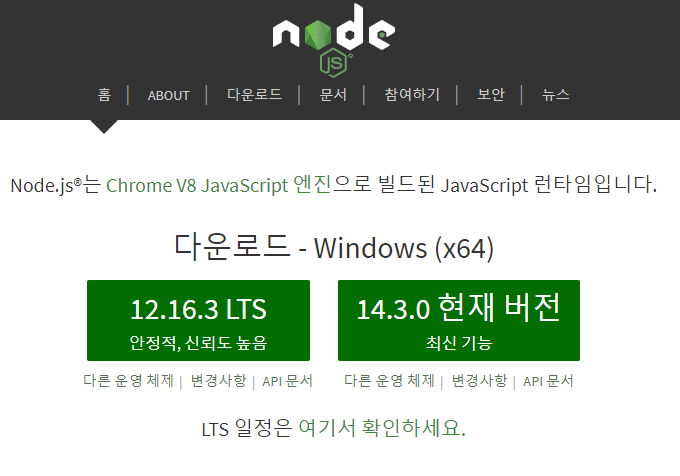 node
JS
홈 | ABOUT | 다운로드 | 문서 | 참여하기 | 보안 | 뉴스
Node.js®는 Chrome V8 JavaScript 엔진으로 빌드된 JavaScript 런타임입니다.
다운로드 - Windows (x64)
12.16.3 LTS
안정적, 신뢰도 높음
14.3.0 현재 버전
최신 기능
다른 운영 체제 | 변경사항 | API 문서
다른 운영 체제 | 변경사항 | API 문서
LTS 일정은 여기서 확인하세요.